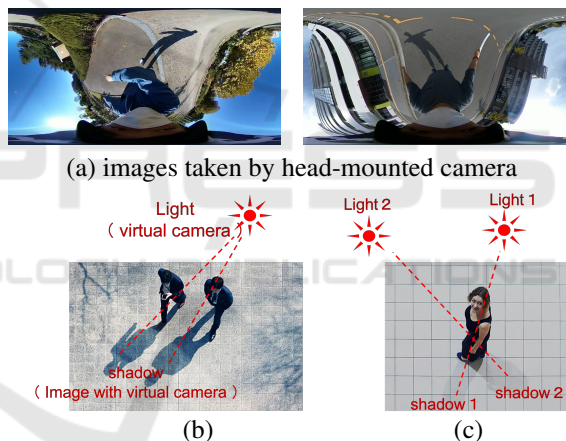 (a) images taken by head-mounted camera
Light
( virtual camera )
Light 2
Light 1
shadow
( Image with virtual camera )
shadow 1
shadow 2
(b)
(c)